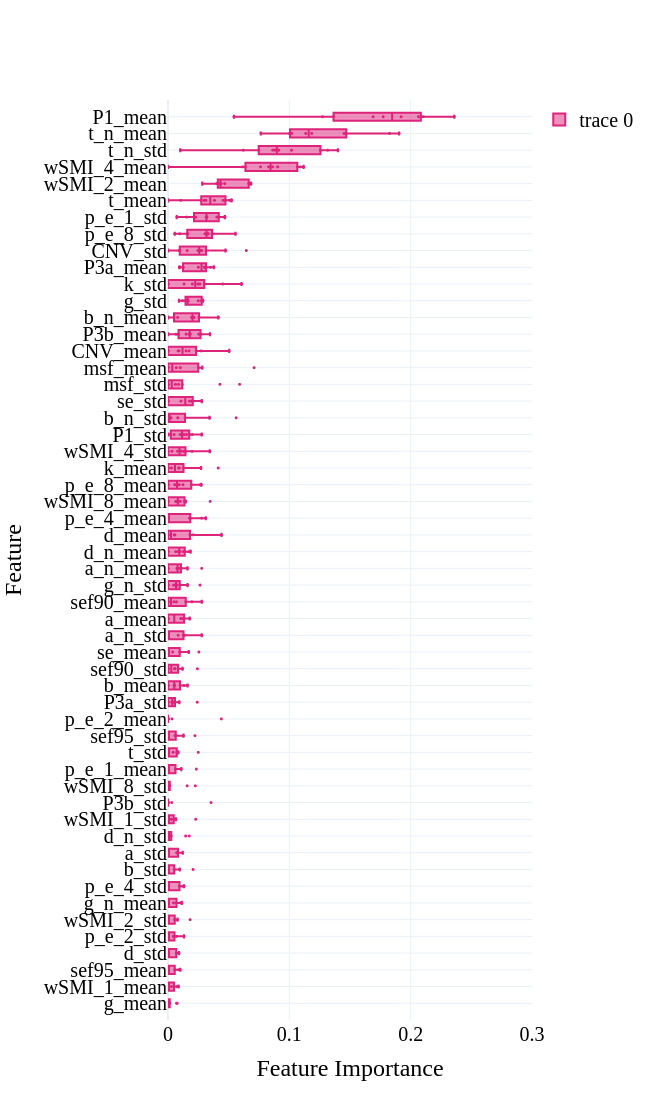 P1_mean
trace 0
t_n_mean
t_n_std
wSMI_4_mean
wSMI_2_mean
t_mean
p_e_1_std
p_e_8_std
CNV_std
P3a_mean
k_std
g_std
b_n_mean
P3b_mean
CNV_mean
msf_mean
msf_std
se_std
b_n_std
P1_std
wSMI_4_std
k_mean
p_e_8_mean
wSMI_8_mean
p_e_4_mean
d_mean
d_n_mean
a_n_mean
g_n_std
sef90_mean
a_mean
a_n_std
se_mean
sef90_std
b_mean
P3a_std
p_e_2_mean
sef95_std
t_std
p_e_1_mean
wSMI_8_std
P3b_std
wSMI_1_std
d_n_std
a_std
b_std
p_e_4_std
g_n_mean
wSMI_2_std
p_e_2_std
d_std
sef95_mean
wSMI_1_mean
g_mean
Feature
0 0.1 0.2 0.3
Feature Importance